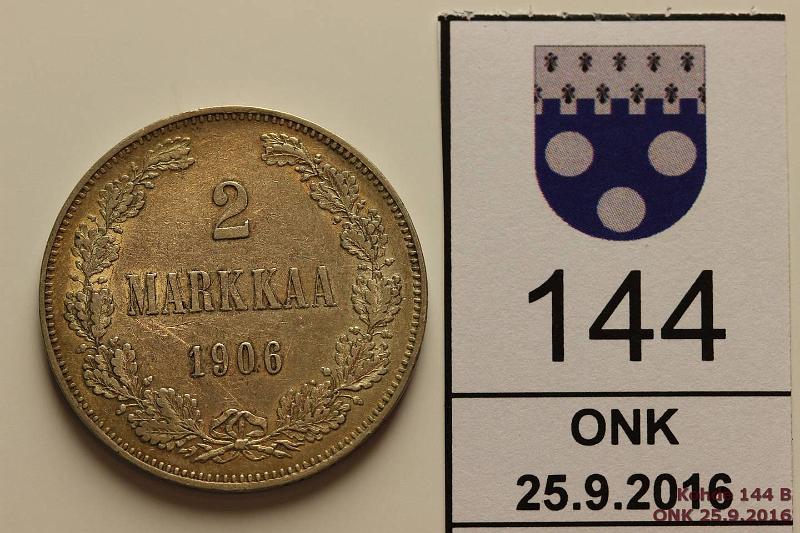 2
MARKKAA
1906
144
ONK
25.9.2016
Kohde 144 B
ONK 25.9.2016